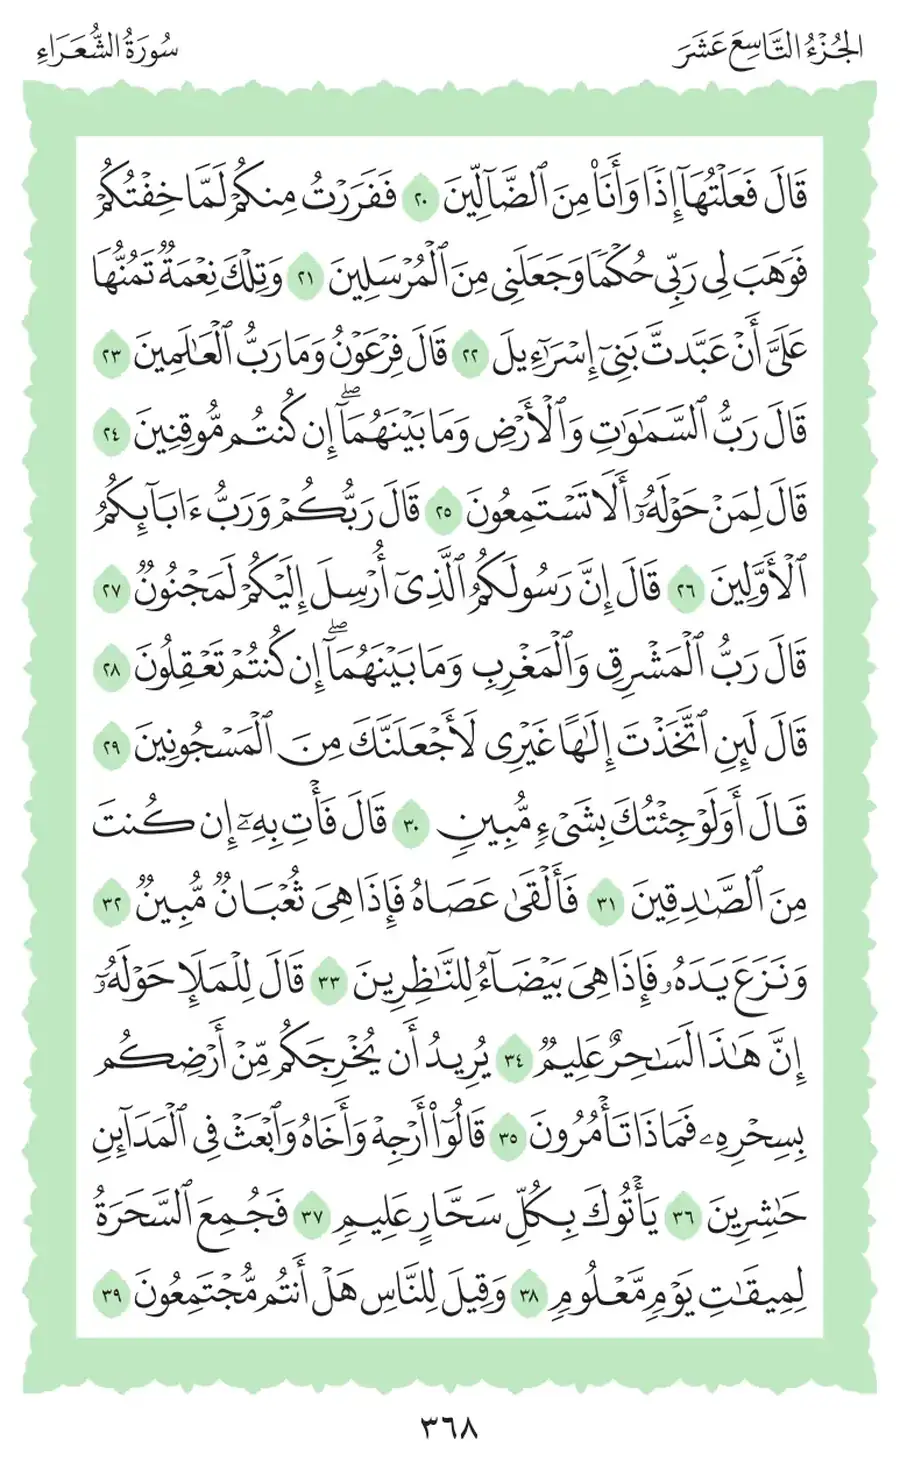 الجُزْءُ التَّاسِعَ عَشَرَ
سُورَةُ الشُّعَرَاءِ
قَالَ فَعَلْتُهَآ إِذًا وَأَنَا۠ مِنَ ٱلضَّآلِّينَ ٢٠ فَفَرَرْتُ مِنكُمْ لَمَّا خِفْتُكُمْ
فَوَهَبَ لِى رَبِّى حُكْمًا وَجَعَلَنِى مِنَ ٱلْمُرْسَلِينَ ٢١ وَتِلْكَ نِعْمَةٌ تَمُنُّهَا
عَلَىَّ أَنْ عَبَّدتَّ بَنِىٓ إِسْرَٰٓءِيلَ ٢٢ قَالَ فِرْعَوْنُ وَمَا رَبُّ ٱلْعَٰلَمِينَ ٢٣
قَالَ رَبُّ ٱلسَّمَٰوَٰتِ وَٱلْأَرْضِ وَمَا بَيْنَهُمَآ ۖ إِن كُنتُم مُّوقِنِينَ ٢٤
قَالَ لِمَنْ حَوْلَهُۥٓ أَلَا تَسْتَمِعُونَ ٢٥ قَالَ رَبُّكُمْ وَرَبُّ ءَابَآئِكُمُ
ٱلْأَوَّلِينَ ٢٦ قَالَ إِنَّ رَسُولَكُمُ ٱلَّذِىٓ أُرْسِلَ إِلَيْكُمْ لَمَجْنُونٌ ٢٧
قَالَ رَبُّ ٱلْمَشْرِقِ وَٱلْمَغْرِبِ وَمَا بَيْنَهُمَآ ۖ إِن كُنتُمْ تَعْقِلُونَ ٢٨
قَالَ لَئِنِ ٱتَّخَذْتَ إِلَٰهًا غَيْرِى لَأَجْعَلَنَّكَ مِنَ ٱلْمَسْجُونِينَ ٢٩
قَالَ أَوَلَوْ جِئْتُكَ بِشَىْءٍ مُّبِينٍ ٣٠ قَالَ فَأْتِ بِهِۦٓ إِن كُنتَ
مِنَ ٱلصَّٰدِقِينَ ٣١ فَأَلْقَىٰ عَصَاهُ فَإِذَا هِىَ ثُعْبَانٌ مُّبِينٌ ٣٢
وَنَزَعَ يَدَهُۥ فَإِذَا هِىَ بَيْضَآءُ لِلنَّٰظِرِينَ ٣٣ قَالَ لِلْمَلَإِ حَوْلَهُۥٓ
إِنَّ هَٰذَا لَسَٰحِرٌ عَلِيمٌ ٣٤ يُرِيدُ أَن يُخْرِجَكُم مِّنْ أَرْضِكُم
بِسِحْرِهِۦ فَمَاذَا تَأْمُرُونَ ٣٥ قَالُوٓا۟ أَرْجِهْ وَأَخَاهُ وَٱبْعَثْ فِى ٱلْمَدَآئِنِ
حَٰشِرِينَ ٣٦ يَأْتُوكَ بِكُلِّ سَحَّارٍ عَلِيمٍ ٣٧ فَجُمِعَ ٱلسَّحَرَةُ
لِمِيقَٰتِ يَوْمٍ مَّعْلُومٍ ٣٨ وَقِيلَ لِلنَّاسِ هَلْ أَنتُم مُّجْتَمِعُونَ ٣٩
٣٦٨